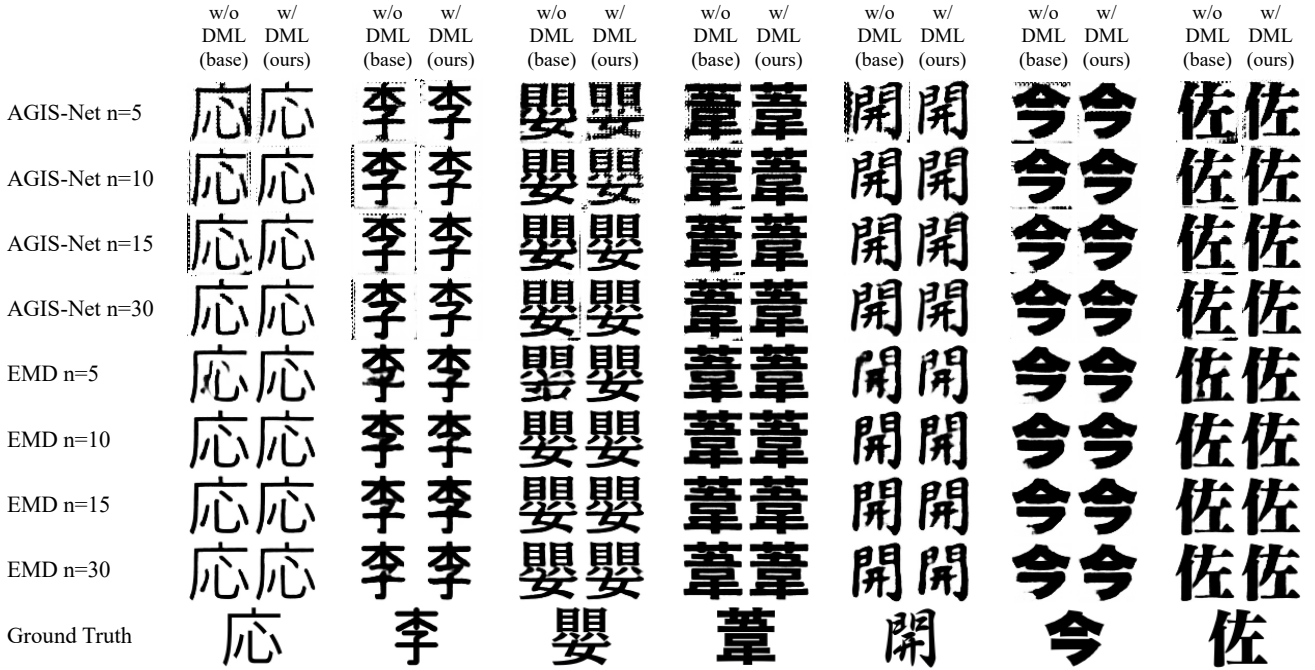 w/o w/ w/o w/ w/o w/ w/o w/ w/o w/ w/o w/ w/o w/
DML DML DML DML DML DML DML DML DML DML DML DML DML DML
(base) (ours) (base) (ours) (base) (ours) (base) (ours) (base) (ours) (base) (ours) (base) (ours)
AGIS-Net n=5 応 応 李 李 嬰 嬰 葦 葦 開 開 今 今 佐 佐
AGIS-Net n=10 応 応 李 李 嬰 嬰 葦 葦 開 開 今 今 佐 佐
AGIS-Net n=15 応 応 李 李 嬰 嬰 葦 葦 開 開 今 今 佐 佐
AGIS-Net n=30 応 応 李 李 嬰 嬰 葦 葦 開 開 今 今 佐 佐
EMD n=5 応 応 李 李 嬰 嬰 葦 葦 開 開 今 今 佐 佐
EMD n=10 応 応 李 李 嬰 嬰 葦 葦 開 開 今 今 佐 佐
EMD n=15 応 応 李 李 嬰 嬰 葦 葦 開 開 今 今 佐 佐
EMD n=30 応 応 李 李 嬰 嬰 葦 葦 開 開 今 今 佐 佐
Ground Truth 応 李 嬰 葦 開 今 佐